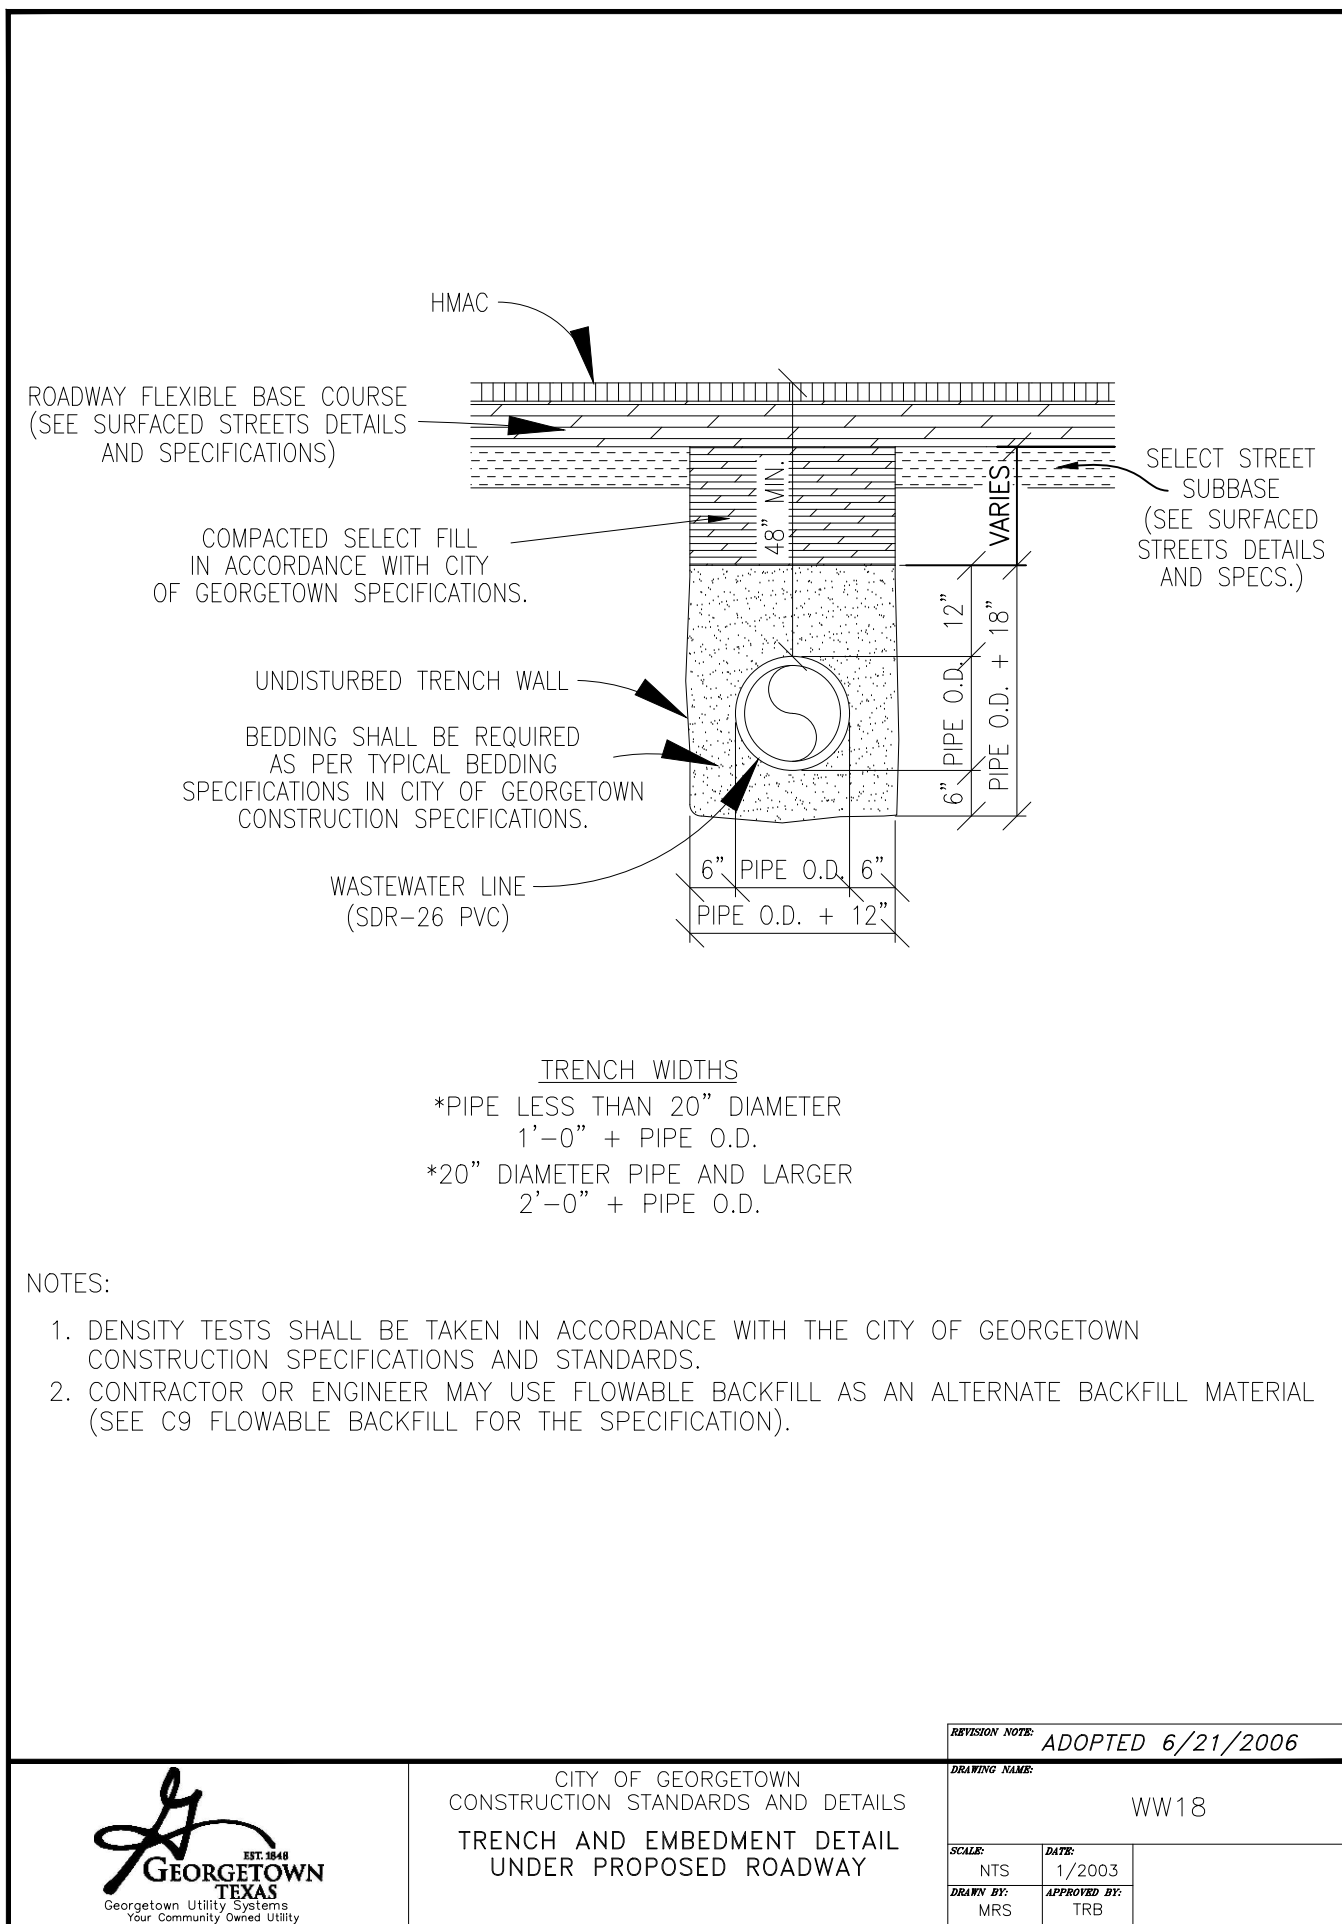 HMAC
ROADWAY FLEXIBLE BASE COURSE
(SEE SURFACED STREETS DETAILS
AND SPECIFICATIONS)
SELECT STREET
SUBBASE
(SEE SURFACED
STREETS DETAILS
AND SPECS.)
48" MIN.
VARIES
COMPACTED SELECT FILL
IN ACCORDANCE WITH CITY
OF GEORGETOWN SPECIFICATIONS.
12"
PIPE O.D.
6"
PIPE O.D. + 18"
UNDISTURBED TRENCH WALL
BEDDING SHALL BE REQUIRED
AS PER TYPICAL BEDDING
SPECIFICATIONS IN CITY OF GEORGETOWN
CONSTRUCTION SPECIFICATIONS.
WASTEWATER LINE
(SDR-26 PVC)
6" PIPE O.D. 6"
PIPE O.D. + 12"
TRENCH WIDTHS
*PIPE LESS THAN 20" DIAMETER
1'-0" + PIPE O.D.
*20" DIAMETER PIPE AND LARGER
2'-0" + PIPE O.D.
NOTES:
1. DENSITY TESTS SHALL BE TAKEN IN ACCORDANCE WITH THE CITY OF GEORGETOWN
CONSTRUCTION SPECIFICATIONS AND STANDARDS.
2. CONTRACTOR OR ENGINEER MAY USE FLOWABLE BACKFILL AS AN ALTERNATE BACKFILL MATERIAL
(SEE C9 FLOWABLE BACKFILL FOR THE SPECIFICATION).
REVISION NOTE: ADOPTED 6/21/2006
G
EST. 1848
GEORGETOWN
TEXAS
Georgetown Utility Systems
Your Community Owned Utility
CITY OF GEORGETOWN
CONSTRUCTION STANDARDS AND DETAILS
TRENCH AND EMBEDMENT DETAIL
UNDER PROPOSED ROADWAY
DRAWING NAME:
WW18
SCALE: DATE:
NTS 1/2003
DRAWN BY: APPROVED BY:
MRS TRB